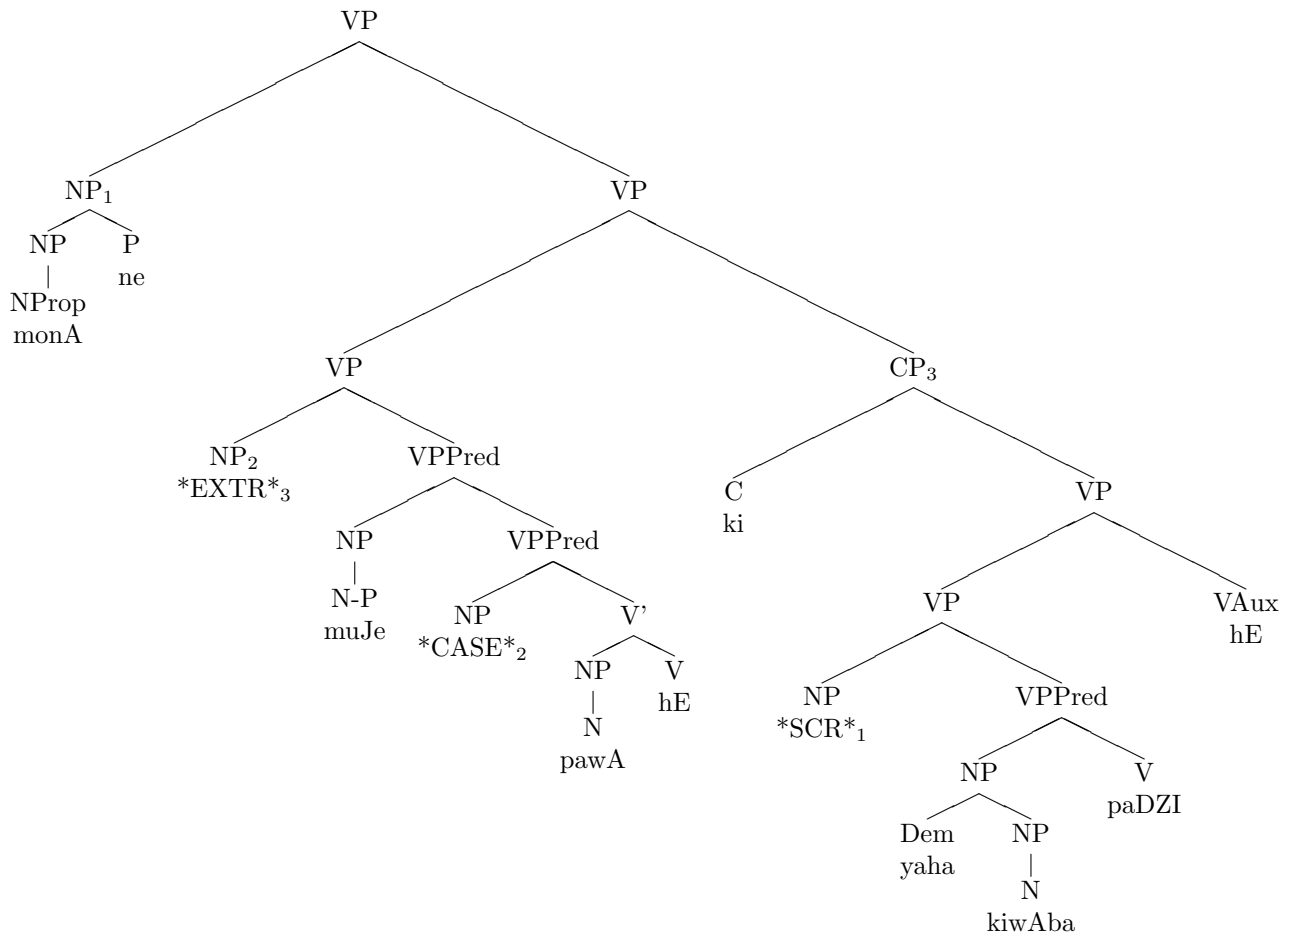 VP
NP₁ VP
NP P
ne
NProp
monA
VP CP₃
NP₂ VPPred
*EXTR*₃
C VP
ki
NP VPPred
N-P
muJe
NP V' VP VAux
*CASE*₂ hE
NP V
hE
NP VPPred
*SCR*₁
N
pawA
NP V
paDZI
Dem NP
yaha
N
kiwAba